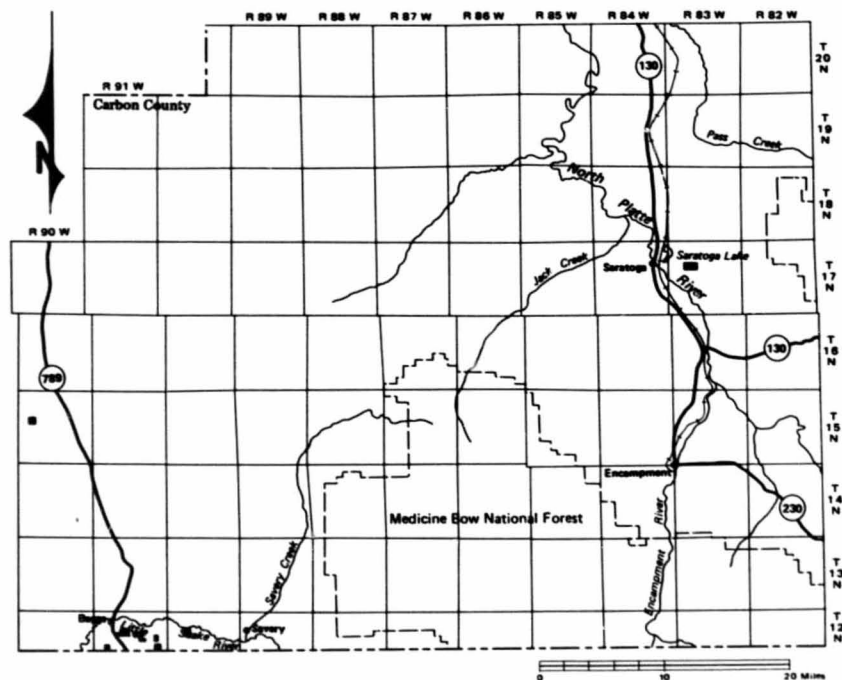 R 89 W R 88 W R 87 W R 86 W R 85 W R 84 W R 83 W R 82 W
T 20 N
130
R 91 W
Carbon County
T 19 N
Pass Creek
N
North
Platte
River
T 18 N
R 90 W
Jack Creek
Saratoga
Saratoga Lake
T 17 N
T 16 N
130
789
T 15 N
Encampment
T 14 N
Medicine Bow National Forest
230
Encampment River
Savery Creek
T 13 N
Little Snake River
Savery
T 12 N
0 10 20 Miles